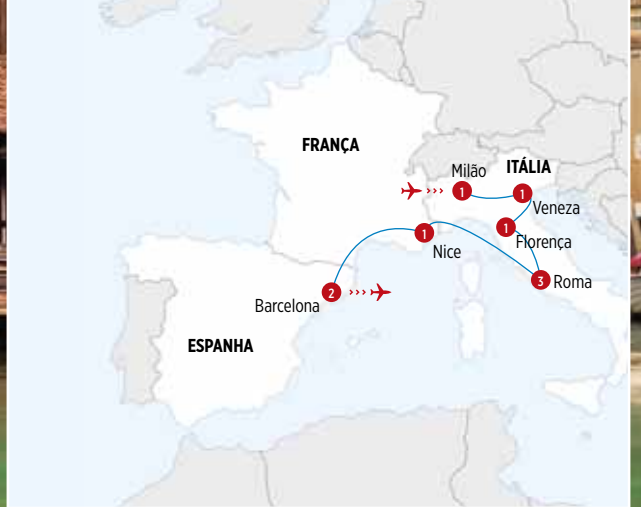 FRANÇA
Milão
ITÁLIA
1
1
Veneza
1
Florença
1
Nice
3
Roma
2
Barcelona
ESPANHA